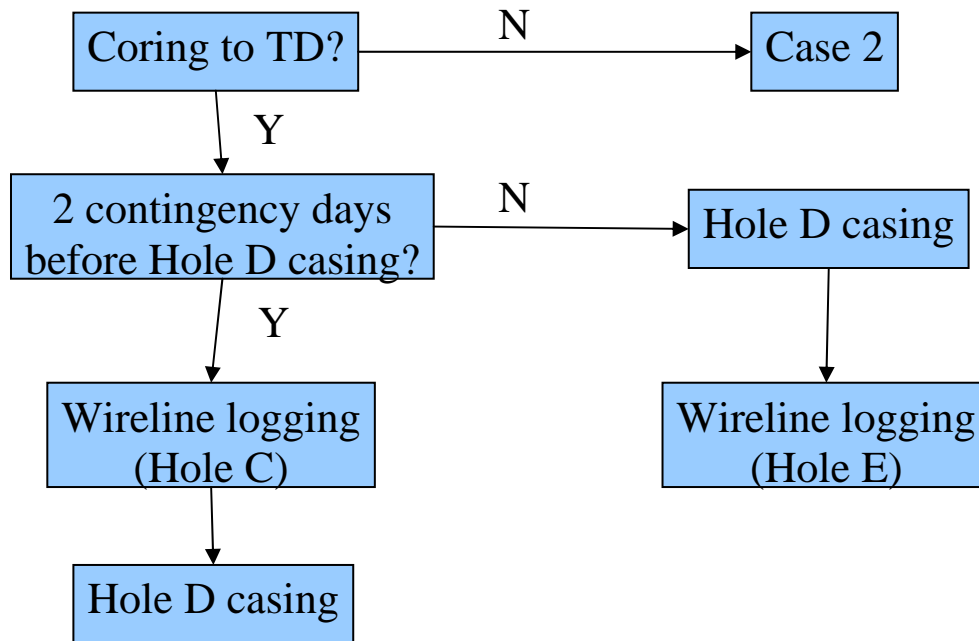 Coring to TD?
N
Case 2
Y
2 contingency days
before Hole D casing?
N
Hole D casing
Y
Wireline logging
(Hole C)
Wireline logging
(Hole E)
Hole D casing